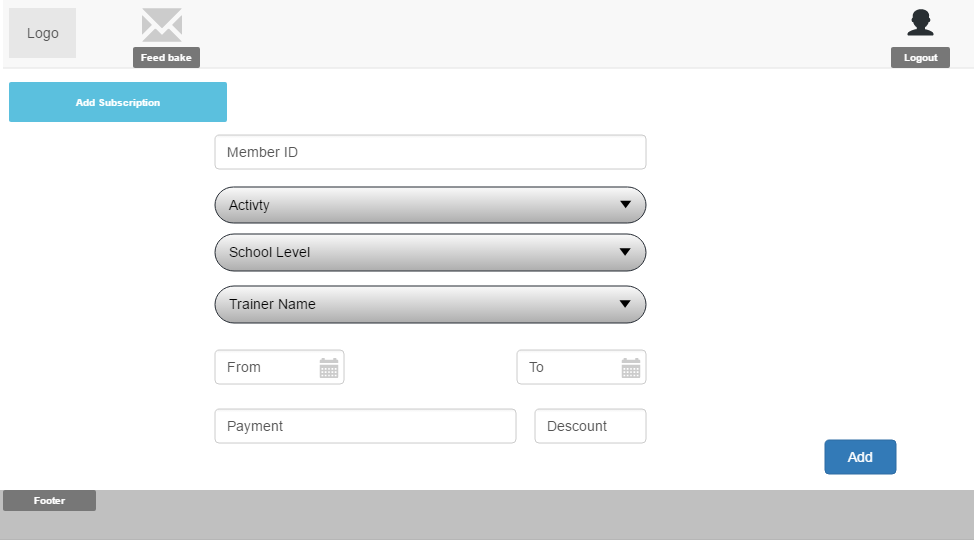 Logo
Feed bake
Logout
Add Subscription
Member ID
Activty
School Level
Trainer Name
From
To
Payment
Descount
Add
Footer